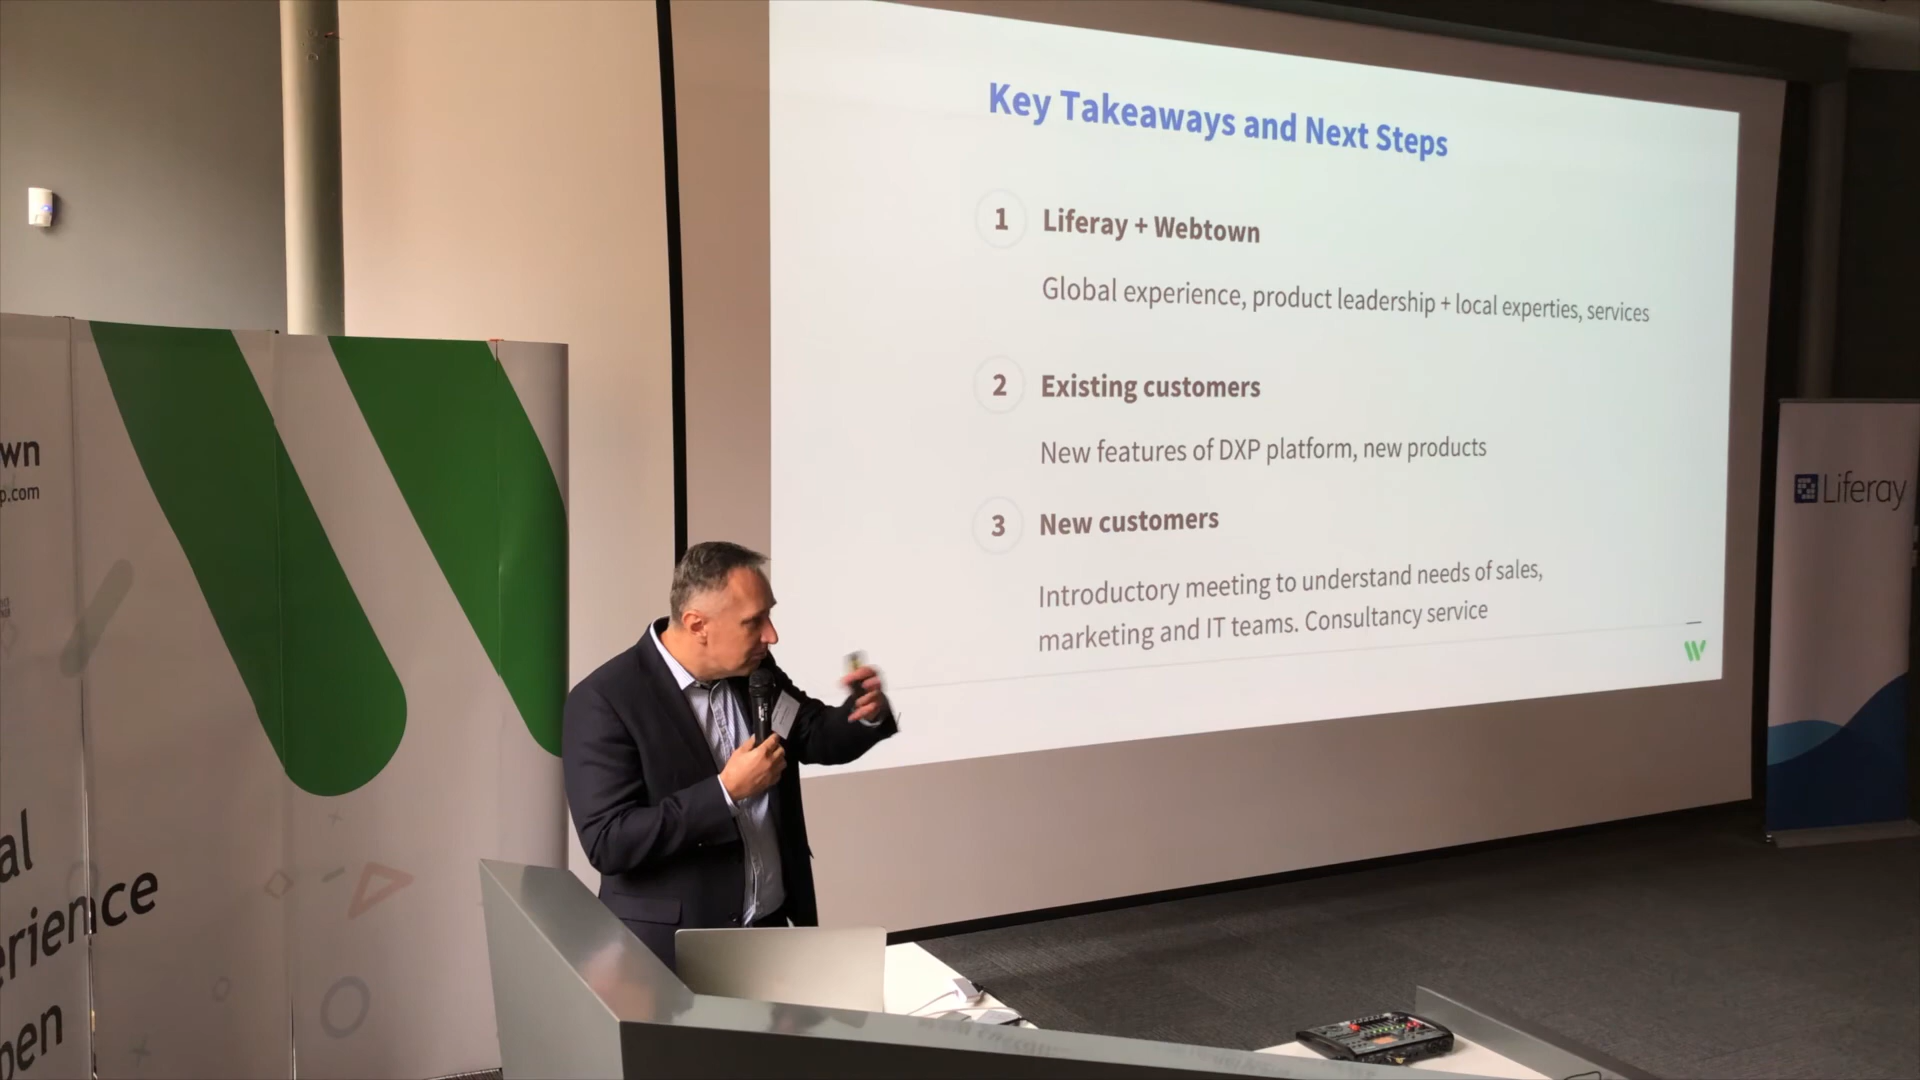 Key Takeaways and Next Steps
1 Liferay + Webtown
Global experience, product leadership + local experties, services
2 Existing customers
New features of DXP platform, new products
3 New customers
Introductory meeting to understand needs of sales,
marketing and IT teams. Consultancy service
Liferay
wn
p.com
al
erience
pen